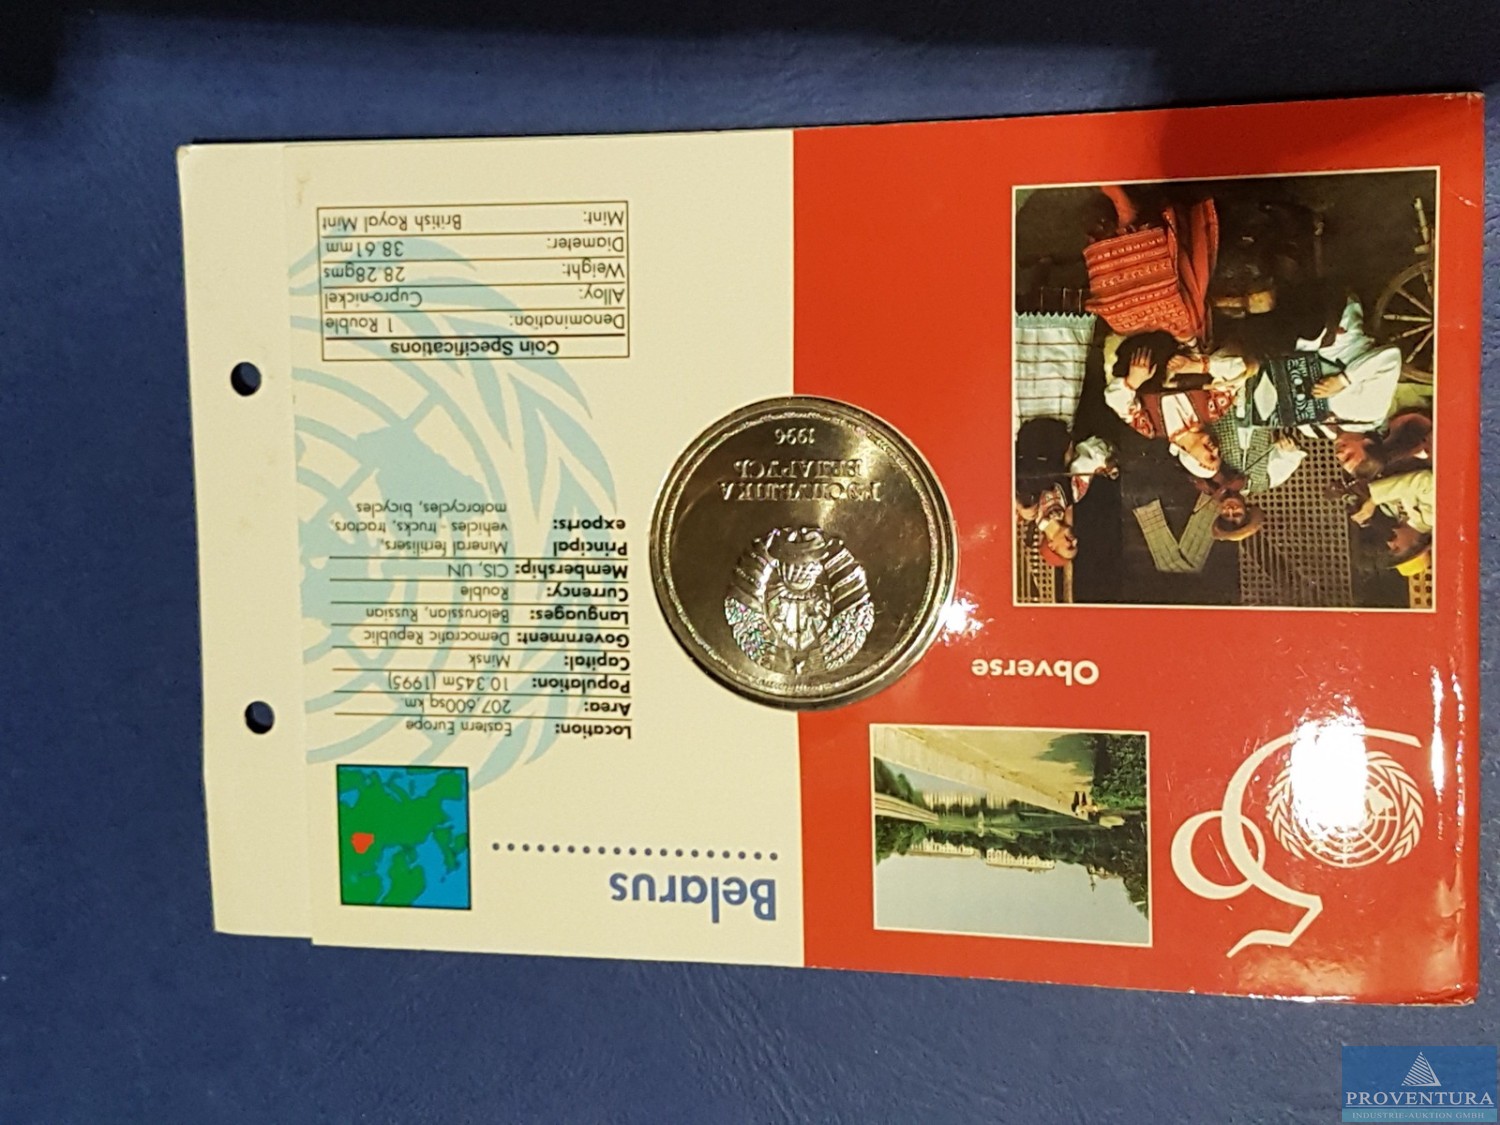 Belarus
Location: Eastern Europe
Area: 207,600sq km.
Population: 10.345m (1995)
Capital: Minsk
Government: Democratic Republic
Languages: Belorussian, Russian
Currency: Rouble
Membership: CIS, UN
Principal exports: Mineral fertilisers,
vehicles - trucks, tractors,
motorcycles, bicycles
Coin Specifications
Denomination: 1 Rouble
Alloy: Cupro-nickel
Weight: 28.28gms
Diameter: 38.61mm
Mint: British Royal Mint
Obverse
РЭСПУБЛІКА
БЕЛАРУСЬ
1996
50
PROVENTURA
INDUSTRIE-AUKTION GMBH